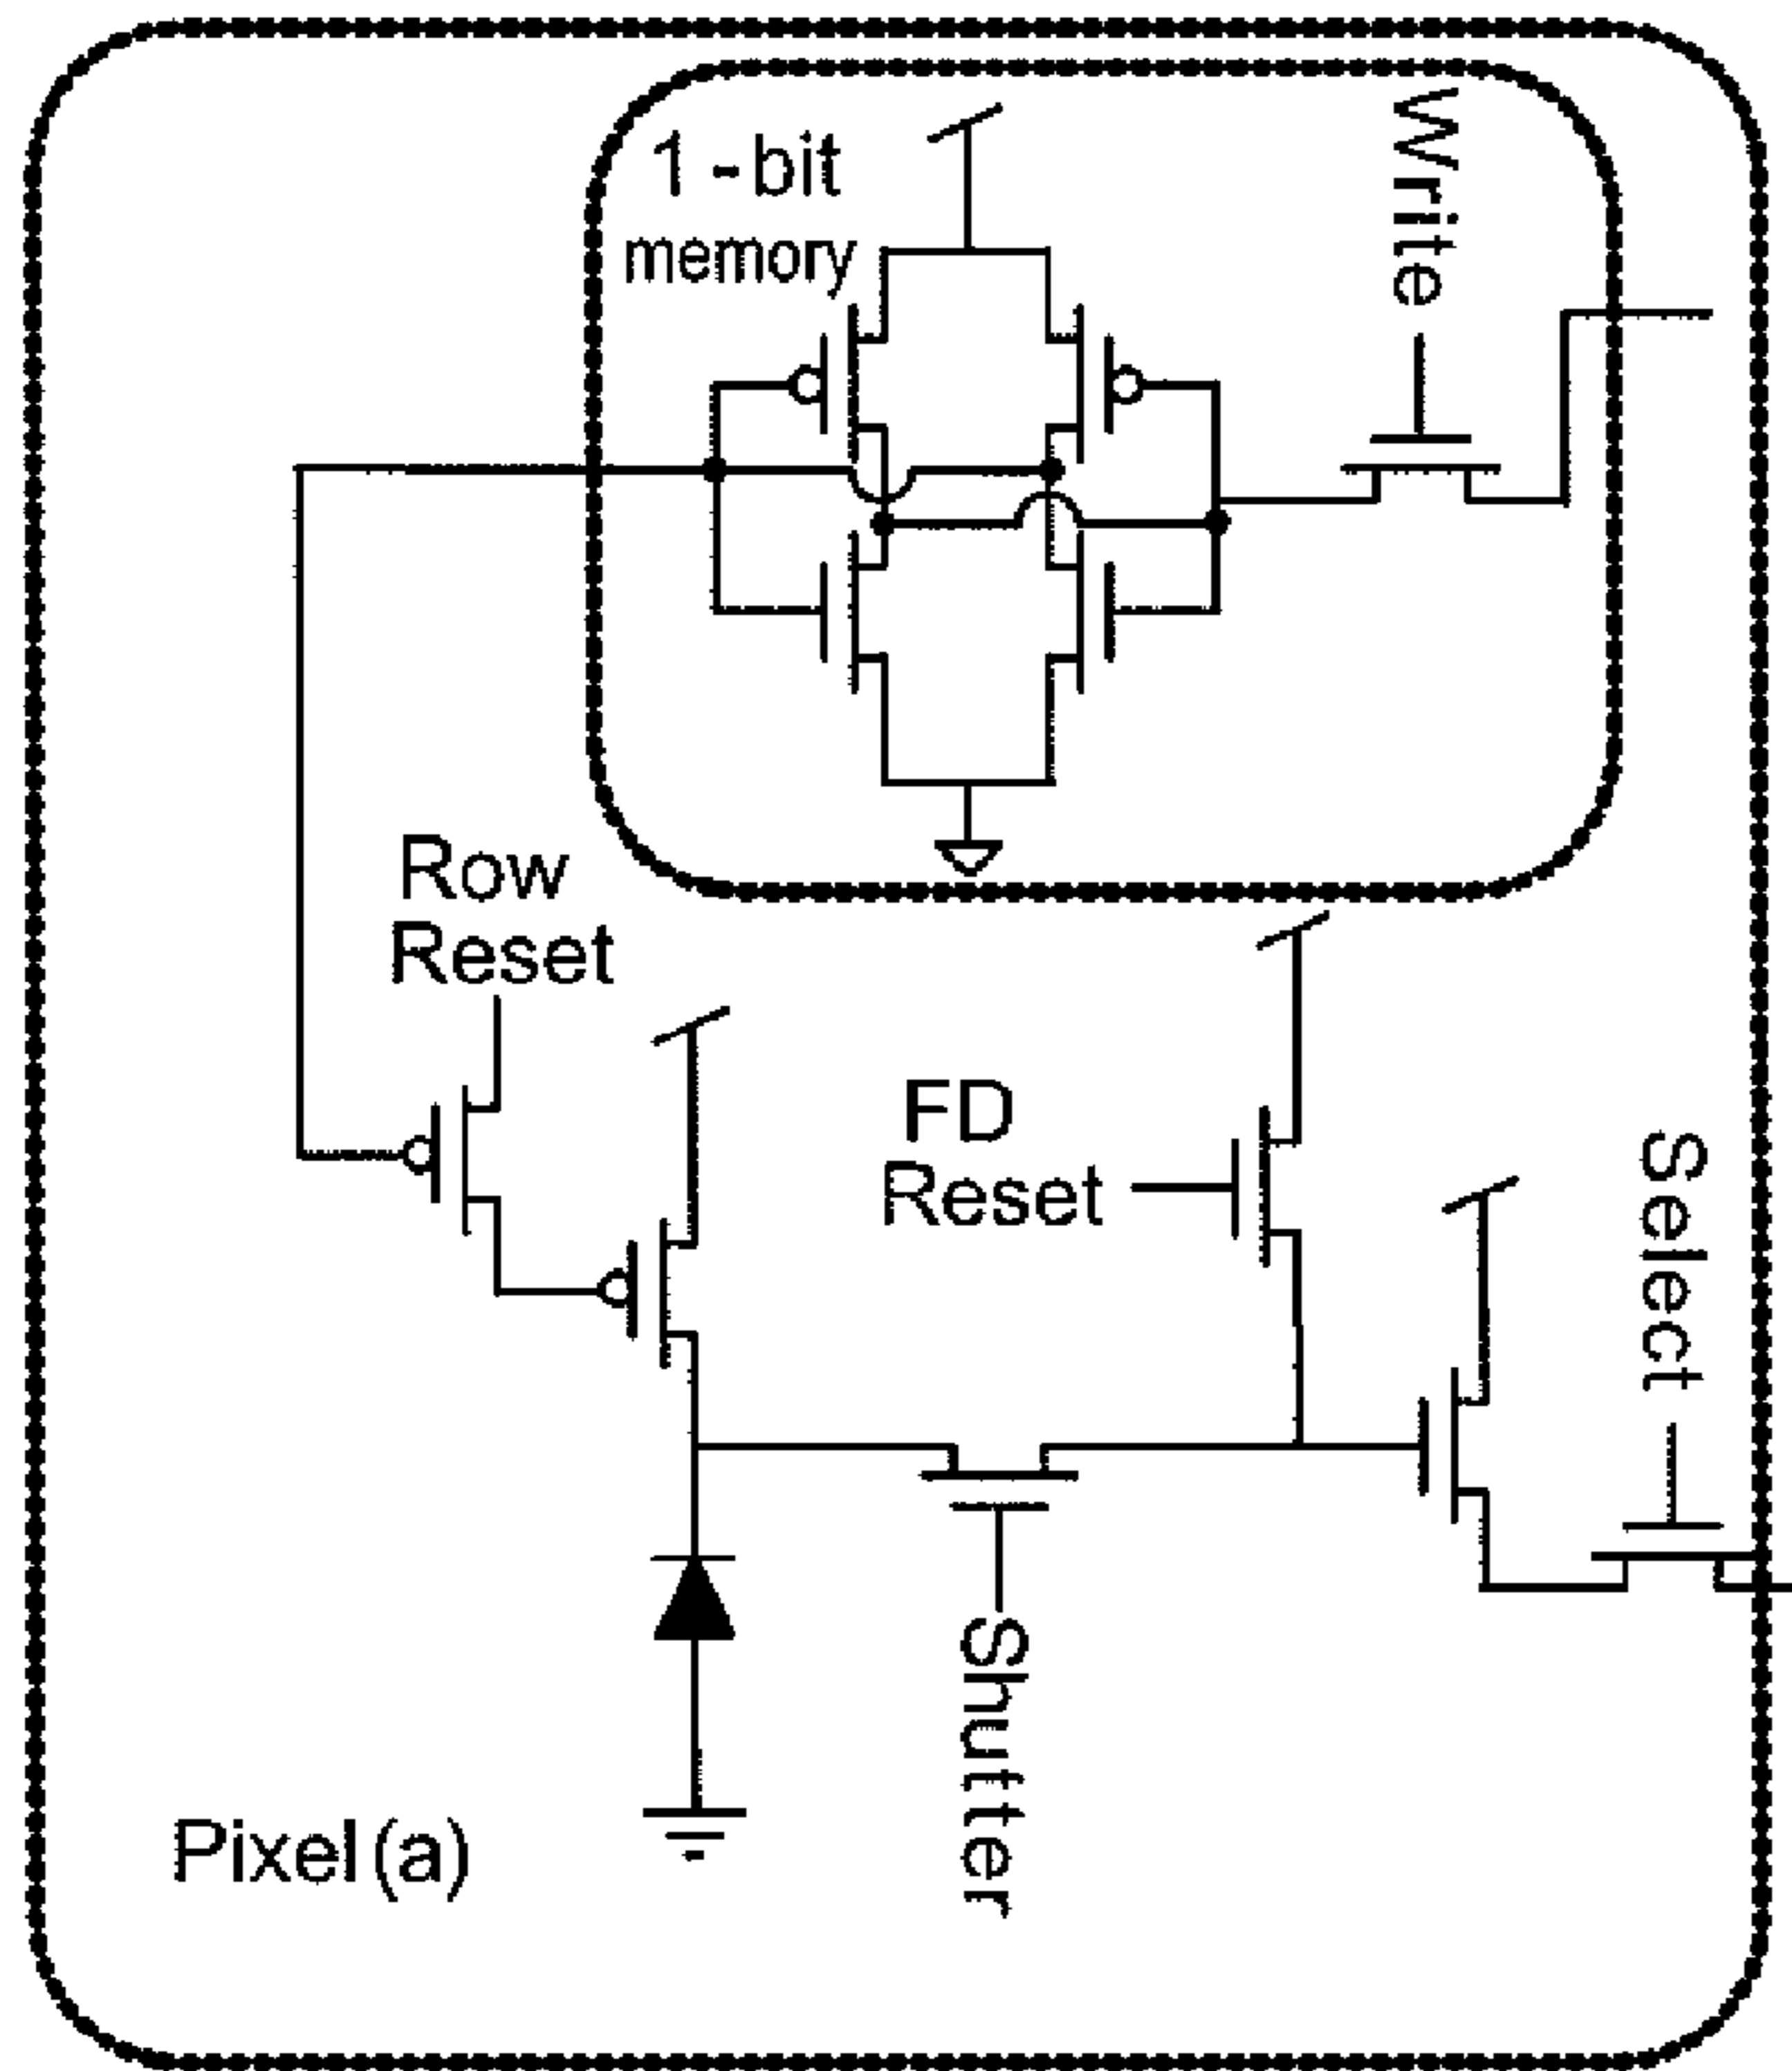 1-bit
memory
Write
Row
Reset
FD
Reset
Select
Shutter
Pixel(a)